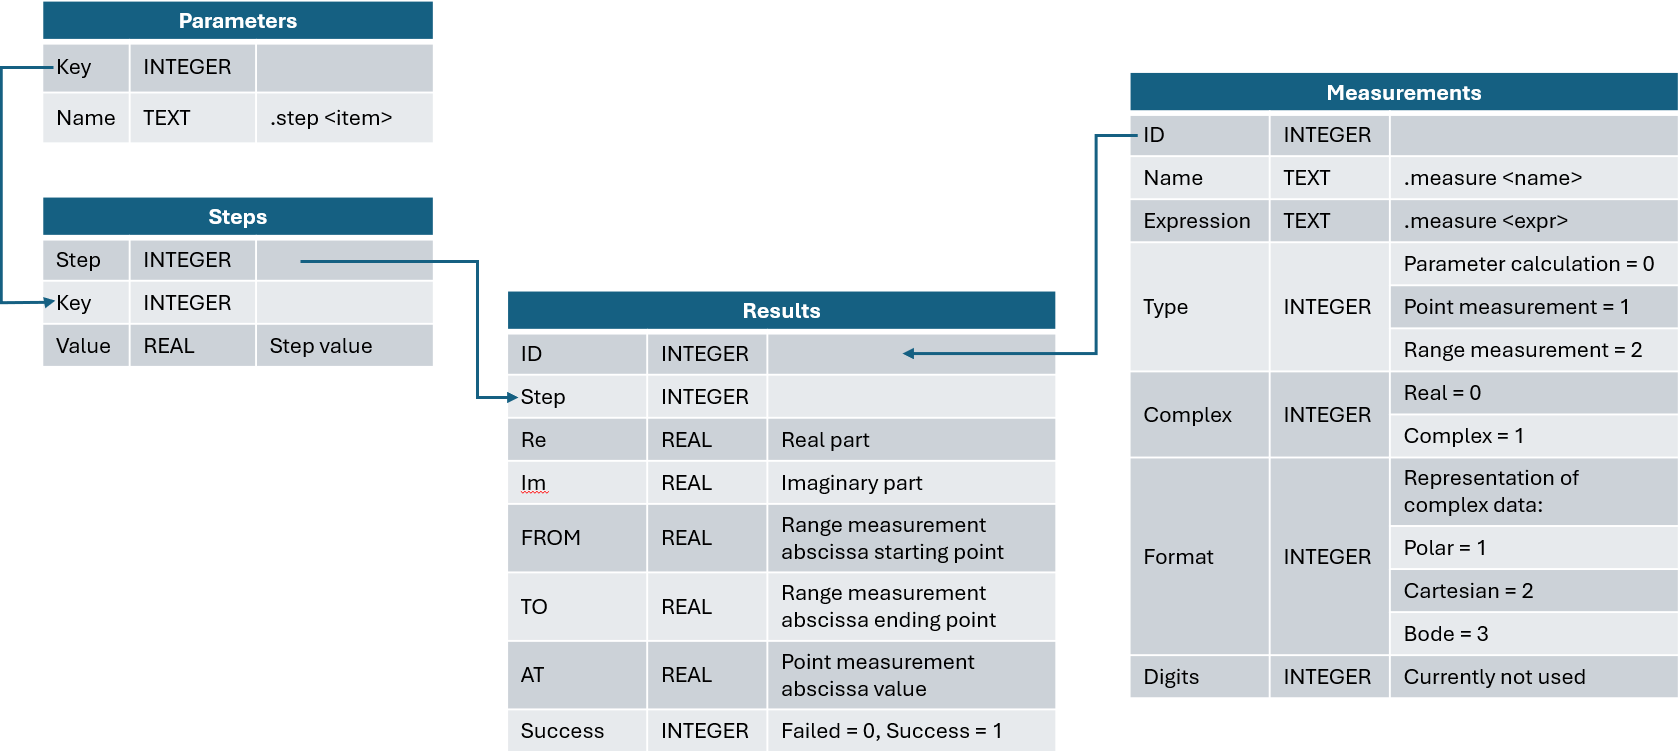 Parameters
Key INTEGER
Name TEXT .step <item>
Steps
Step INTEGER
Key INTEGER
Value REAL Step value
Results
ID INTEGER
Step INTEGER
Re REAL Real part
Im REAL Imaginary part
FROM REAL Range measurement
abscissa starting point
TO REAL Range measurement
abscissa ending point
AT REAL Point measurement
abscissa value
Success INTEGER Failed = 0, Success = 1
Measurements
ID INTEGER
Name TEXT .measure <name>
Expression TEXT .measure <expr>
Type INTEGER Parameter calculation = 0
Point measurement = 1
Range measurement = 2
Complex INTEGER Real = 0
Complex = 1
Format INTEGER Representation of
complex data:
Polar = 1
Cartesian = 2
Bode = 3
Digits INTEGER Currently not used